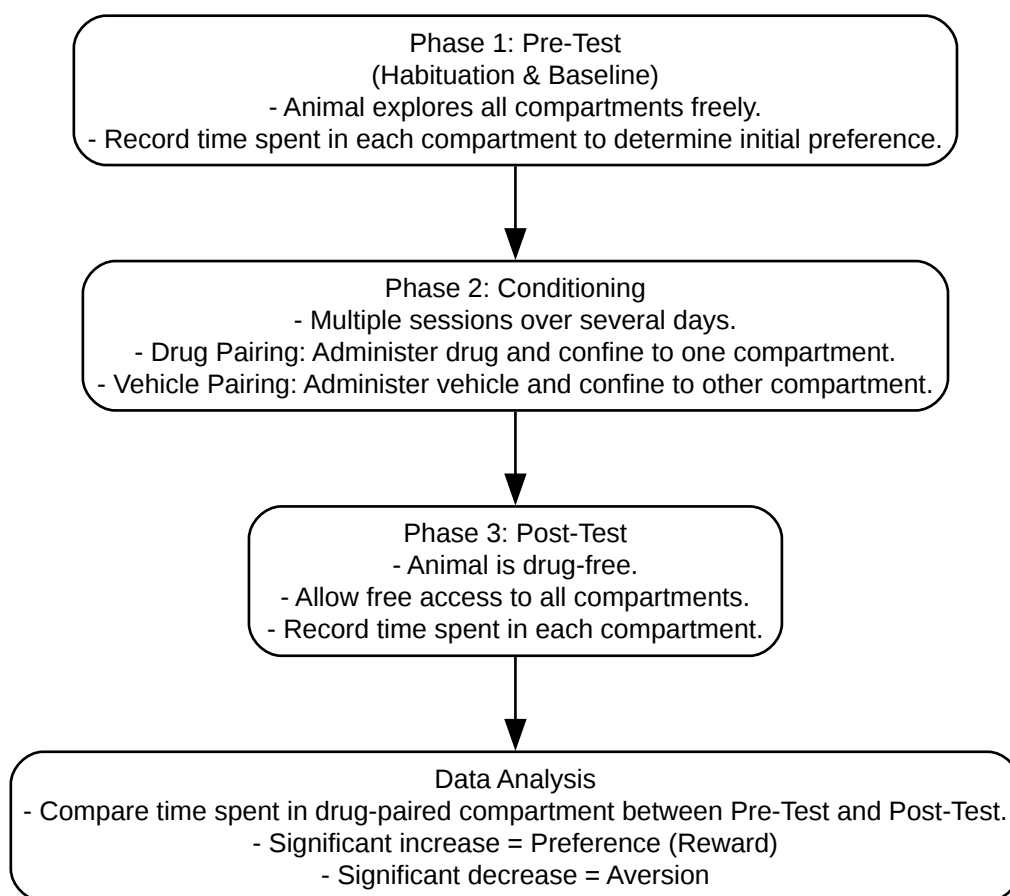 Phase 1: Pre-Test
(Habituation & Baseline)
- Animal explores all compartments freely.
- Record time spent in each compartment to determine initial preference.
Phase 2: Conditioning
- Multiple sessions over several days.
- Drug Pairing: Administer drug and confine to one compartment.
- Vehicle Pairing: Administer vehicle and confine to other compartment.
Phase 3: Post-Test
- Animal is drug-free.
- Allow free access to all compartments.
- Record time spent in each compartment.
Data Analysis
- Compare time spent in drug-paired compartment between Pre-Test and Post-Test.
- Significant increase = Preference (Reward)
- Significant decrease = Aversion